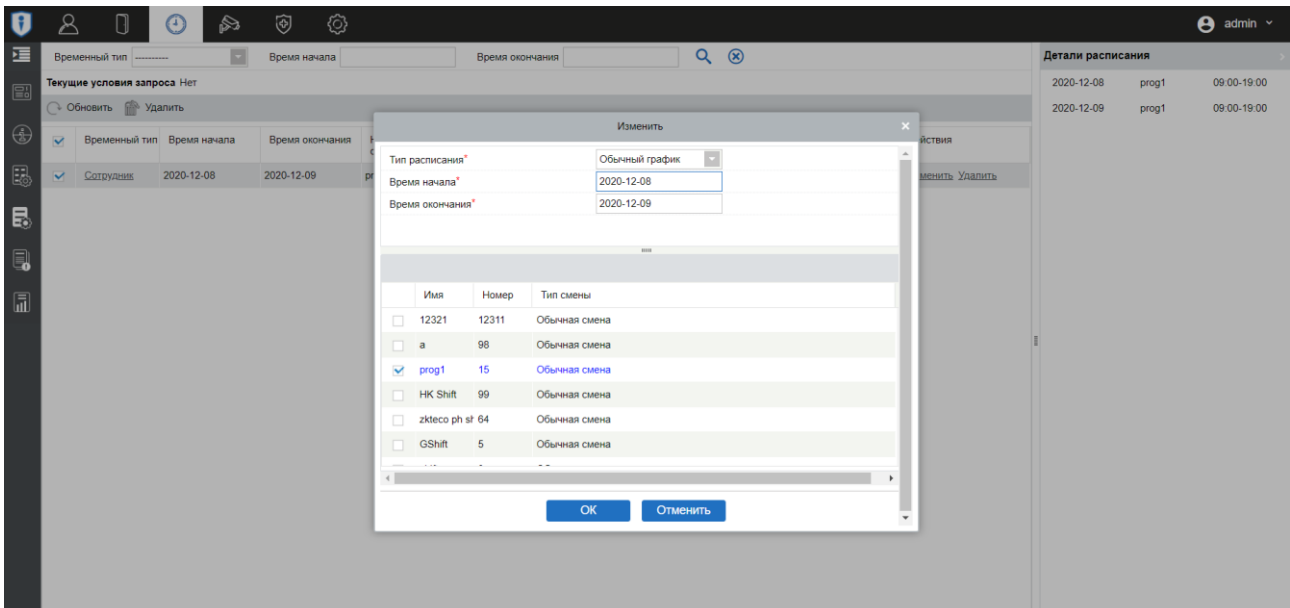 admin
Временный тип ----------- Время начала Время окончания
Текущие условия запроса Нет
Обновить Удалить
Временный тип Время начала Время окончания
йствия
Сотрудник 2020-12-08 2020-12-09 pr
менить Удалить
Детали расписания
2020-12-08 prog1 09:00-19:00
2020-12-09 prog1 09:00-19:00
Изменить
Тип расписания* Обычный график
Время начала* 2020-12-08
Время окончания* 2020-12-09
Имя Номер Тип смены
12321 12311 Обычная смена
a 98 Обычная смена
prog1 15 Обычная смена
HK Shift 99 Обычная смена
zkteco ph sh 64 Обычная смена
GShift 5 Обычная смена
OK Отменить